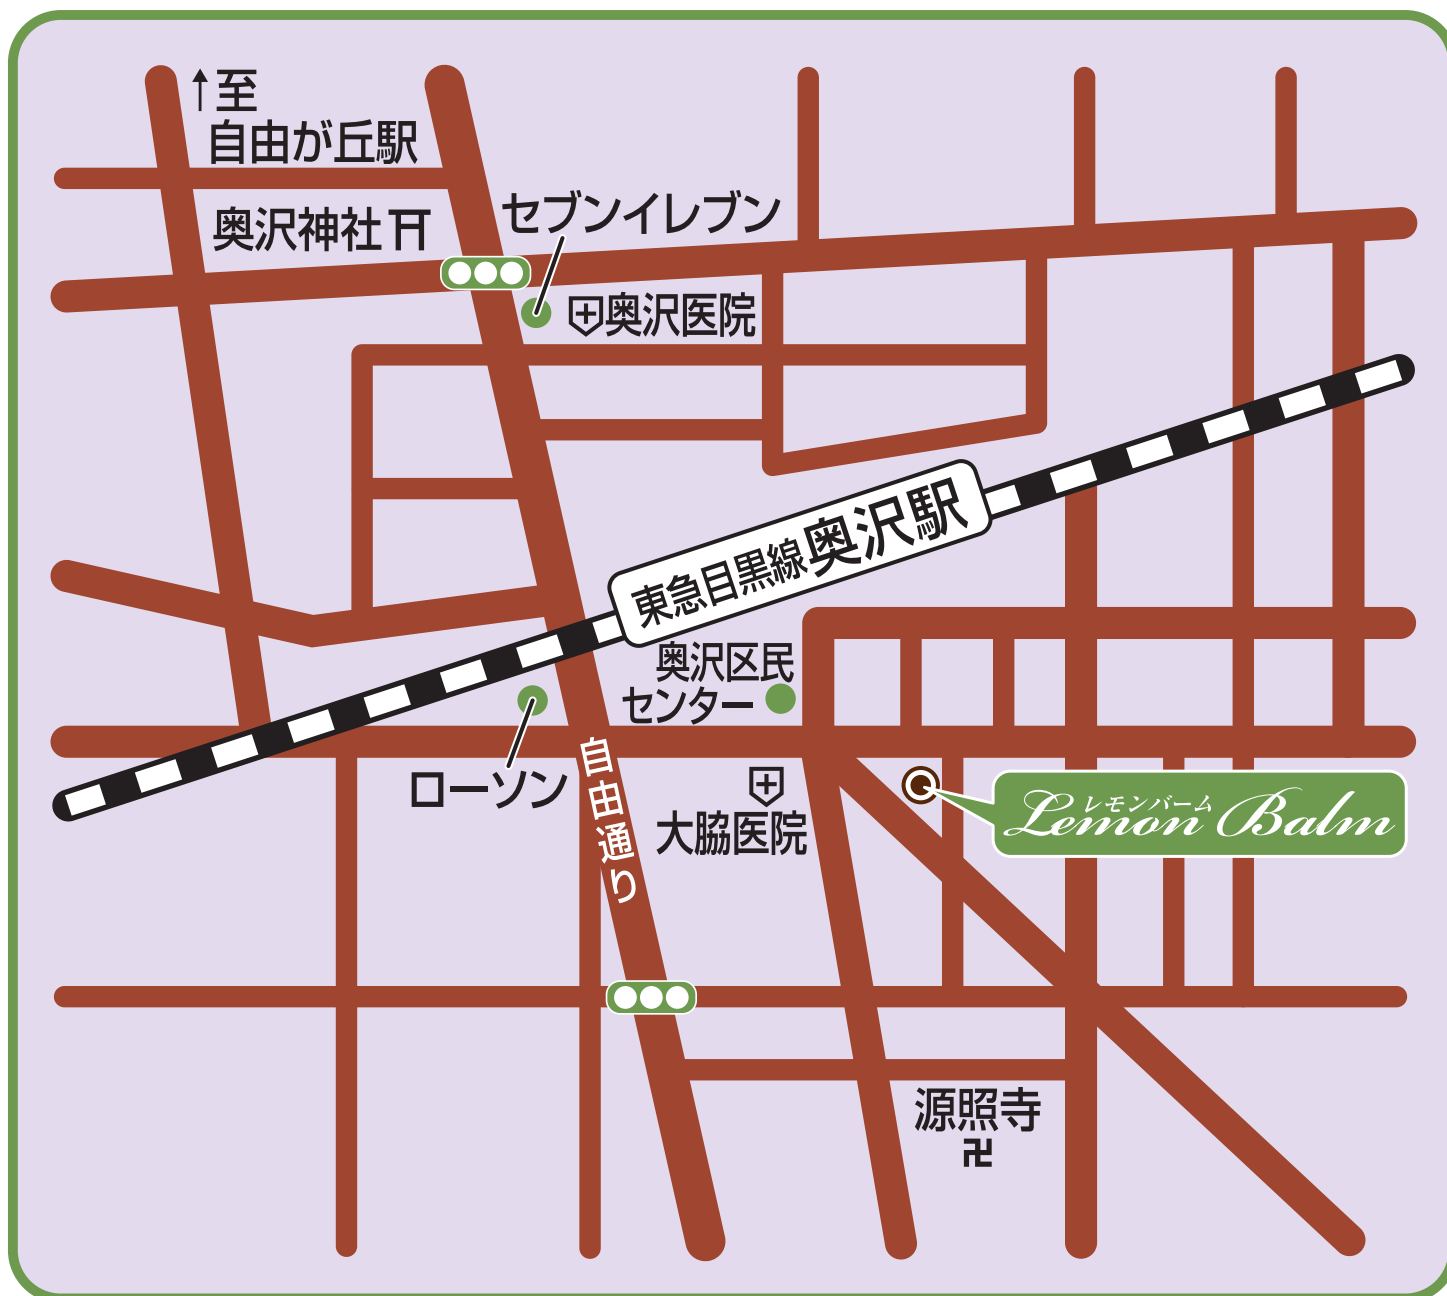 ↑至
自由が丘駅
奥沢神社
セブンイレブン
奥沢医院
東急目黒線奥沢駅
奥沢区民
センター
ローソン
自由通り
大脇医院
レモンバーム
Lemon Balm
源照寺
卍